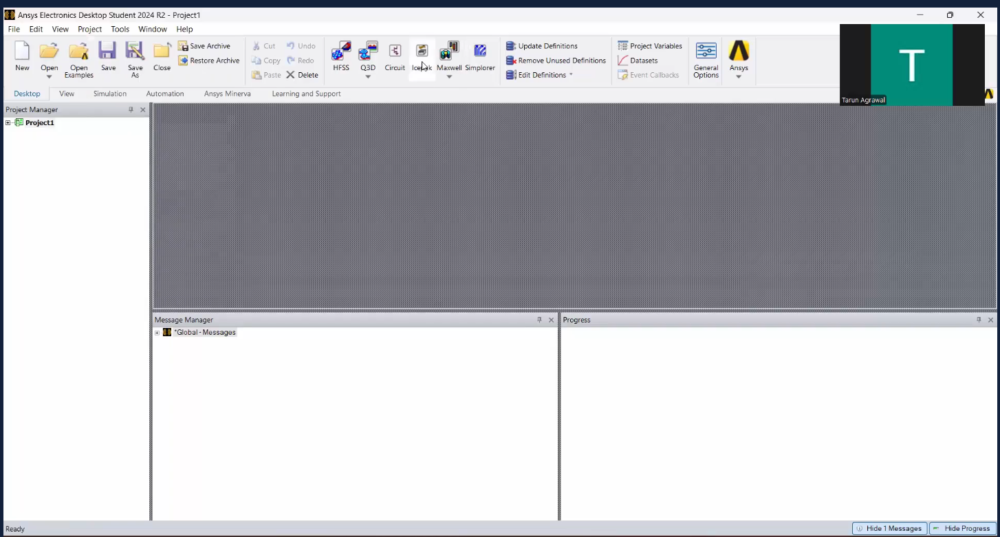 Ansys Electronics Desktop Student 2024 R2 - Project1
File Edit View Project Tools Window Help
New
Open
Open Examples
Save
Save As
Close
Save Archive
Restore Archive
Cut
Copy
Paste
Undo
Redo
Delete
HFSS
Q3D
Circuit
Icepak
Maxwell
Simplorer
Update Definitions
Remove Unused Definitions
Edit Definitions
Project Variables
Datasets
Event Callbacks
General Options
Ansys
T
Tarun Agrawal
Desktop View Simulation Automation Ansys Minerva Learning and Support
Project Manager
Project1
Message Manager
*Global - Messages
Progress
Ready
Hide 1 Messages
Hide Progress